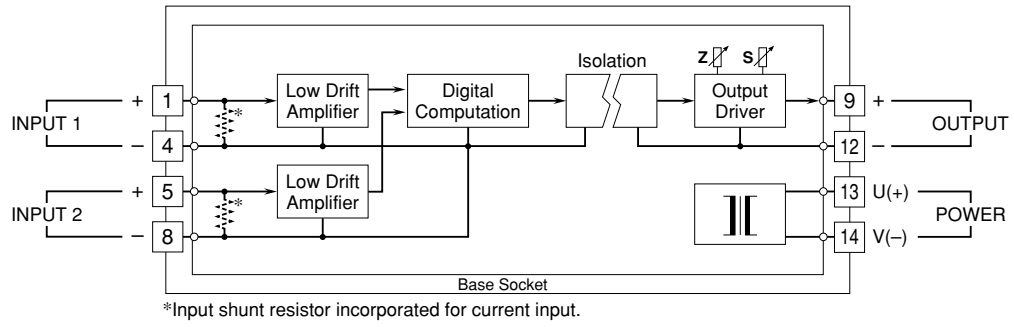 Isolation
Z S
Low Drift
Amplifier
Digital
Computation
Output
Driver
INPUT 1
+ 1
– 4
*
9 +
12 –
OUTPUT
Low Drift
Amplifier
INPUT 2
+ 5
– 8
*
13 U(+)
14 V(–)
POWER
Base Socket
*Input shunt resistor incorporated for current input.